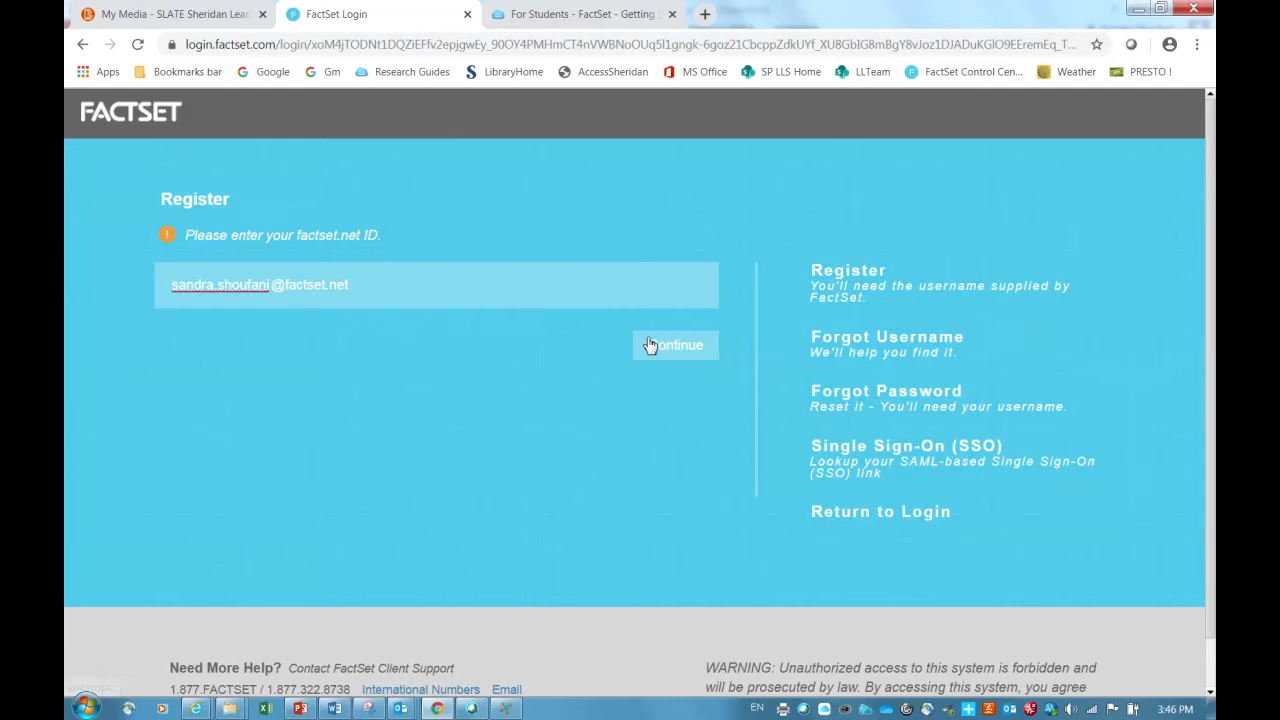 My Media - SLATE Sheridan Lear
FactSet Login
For Students - FactSet - Getting S
login.factset.com/login/
Apps
Bookmarks bar
Google
Gm
Research Guides
LibraryHome
AccessSheridan
MS Office
SP LLS Home
LLTeam
FactSet Control Cen...
Weather
PRESTO !
FACTSET
Register
! Please enter your factset.net ID.
sandra.shoufani@factset.net
Continue
Register
You'll need the username supplied by
FactSet.
Forgot Username
We'll help you find it.
Forgot Password
Reset it - You'll need your username.
Single Sign-On (SSO)
Lookup your SAML-based Single Sign-On
(SSO) link
Return to Login
Need More Help? Contact FactSet Client Support
1.877.FACTSET / 1.877.322.8738 International Numbers Email
WARNING: Unauthorized access to this system is forbidden and
will be prosecuted by law. By accessing this system, you agree
EN
3:46 PM